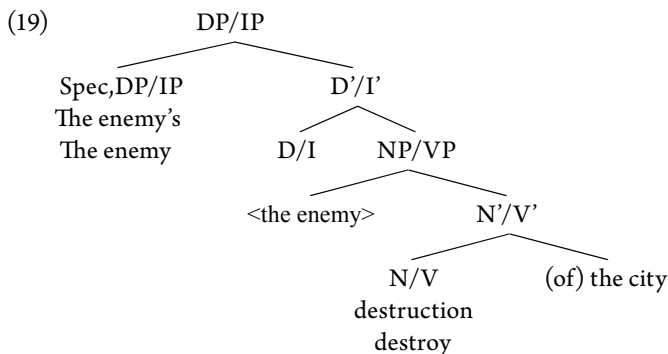 (19) DP/IP
Spec,DP/IP D’/I’
The enemy’s
The enemy D/I NP/VP
<the enemy> N’/V’
N/V (of) the city
destruction
destroy